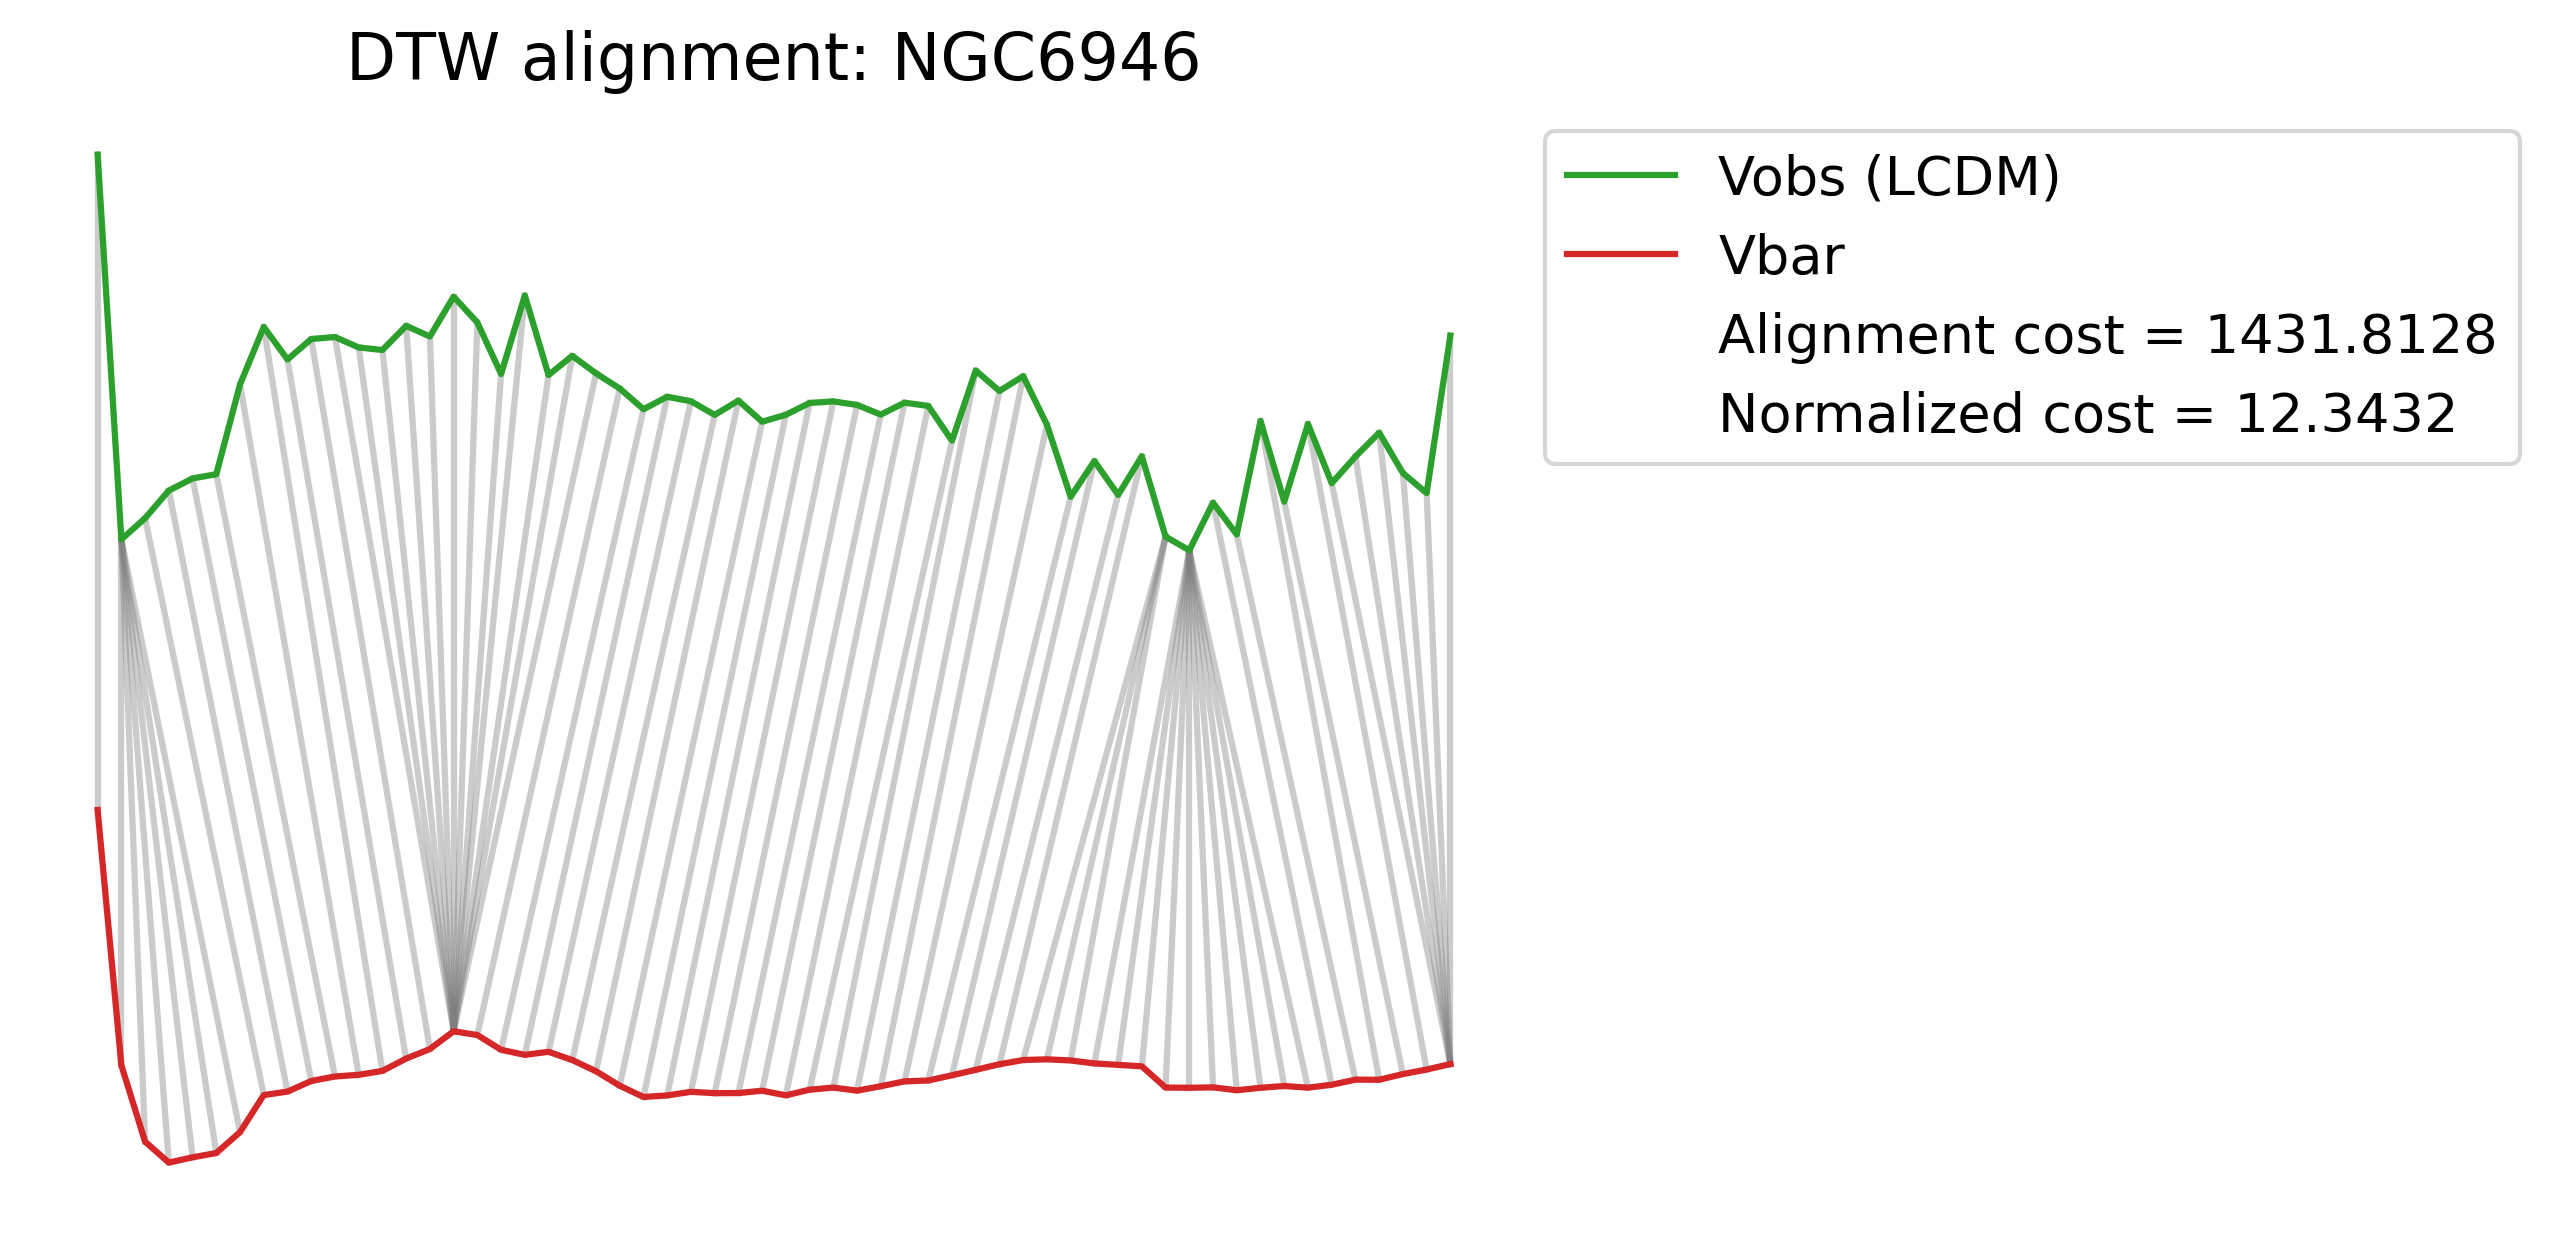 DTW alignment: NGC6946
Vobs (LCDM)
Vbar
Alignment cost = 1431.8128
Normalized cost = 12.3432